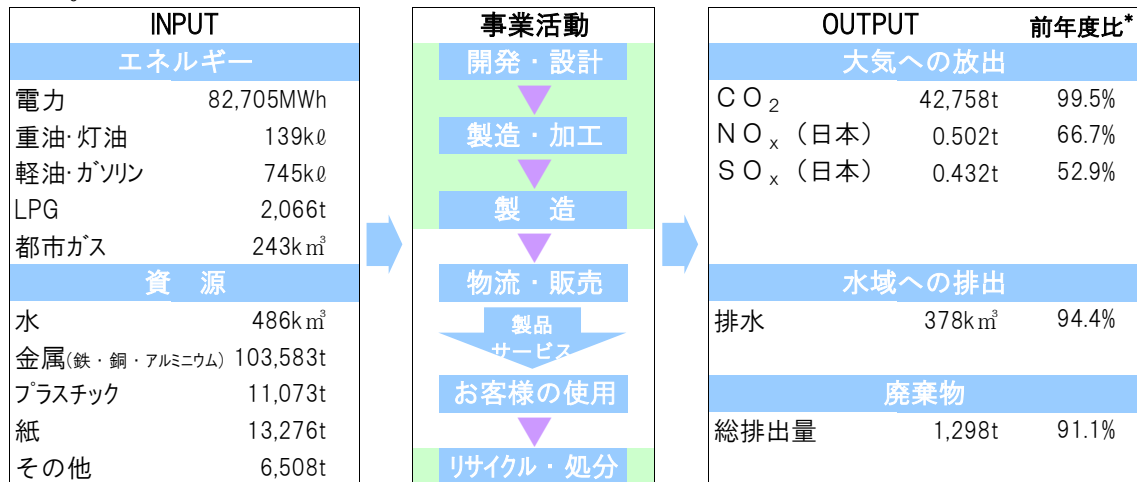 INPUT
エネルギー
電力 82,705MWh
重油・灯油 139kℓ
軽油・ガソリン 745kℓ
LPG 2,066t
都市ガス 243k㎥
資 源
水 486k㎥
金属(鉄・銅・アルミニウム) 103,583t
プラスチック 11,073t
紙 13,276t
その他 6,508t
事業活動
開発・設計
製造・加工
製 造
物流・販売
製品
サービス
お客様の使用
リサイクル・処分
OUTPUT 前年度比*
大気への放出
CO₂ 42,758t 99.5%
NOₓ(日本) 0.502t 66.7%
SOₓ(日本) 0.432t 52.9%
水域への排出
排水 378k㎥ 94.4%
廃棄物
総排出量 1,298t 91.1%